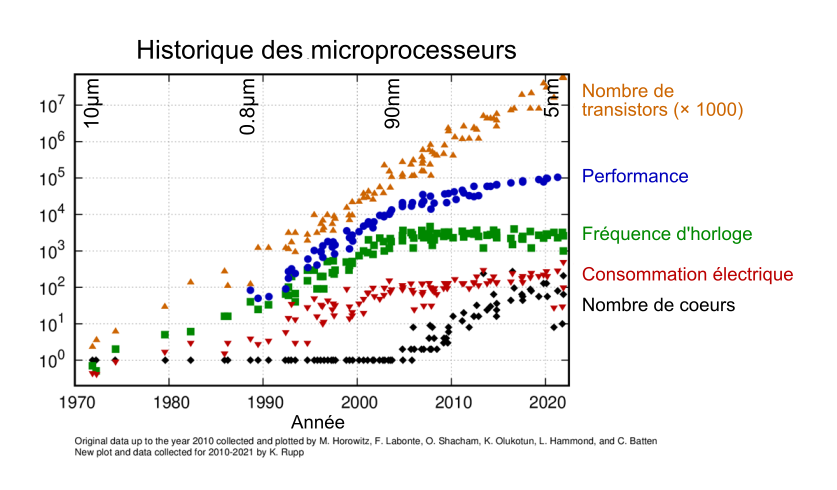 Historique des microprocesseurs
10µm
0.8µm
90nm
5nm
10⁷
10⁶
10⁵
10⁴
10³
10²
10¹
10⁰
Nombre de
transistors (× 1000)
Performance
Fréquence d'horloge
Consommation électrique
Nombre de coeurs
1970 1980 1990 2000 2010 2020
Année
Original data up to the year 2010 collected and plotted by M. Horowitz, F. Labonte, O. Shacham, K. Olukotun, L. Hammond, and C. Batten
New plot and data collected for 2010-2021 by K. Rupp